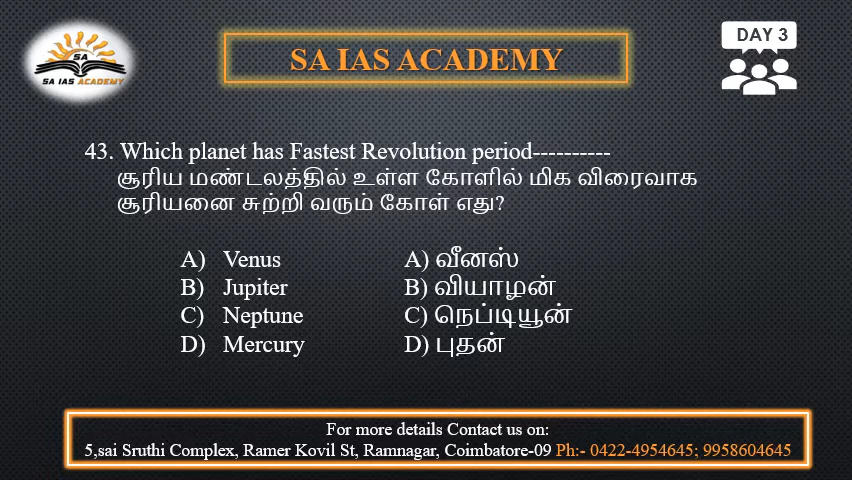 SA
SA IAS ACADEMY
SA IAS ACADEMY
DAY 3
43. Which planet has Fastest Revolution period----------
சூரிய மண்டலத்தில் உள்ள கோளில் மிக விரைவாக
சூரியனை சுற்றி வரும் கோள் எது?
A) Venus A) வீனஸ்
B) Jupiter B) வியாழன்
C) Neptune C) நெப்டியூன்
D) Mercury D) புதன்
For more details Contact us on:
5,sai Sruthi Complex, Ramer Kovil St, Ramnagar, Coimbatore-09 Ph:- 0422-4954645; 9958604645